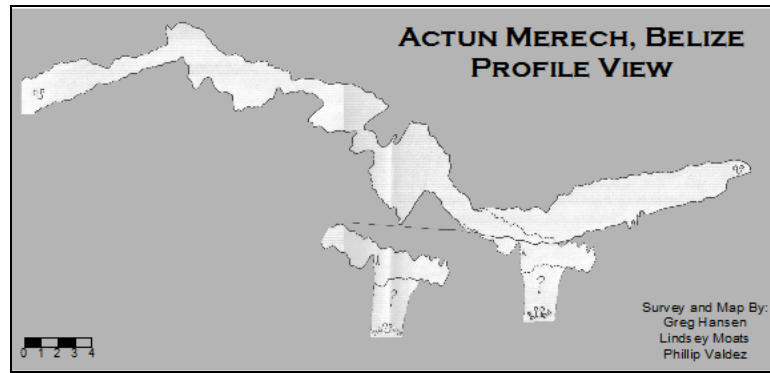 ACTUN MERECH, BELIZE
PROFILE VIEW
?
?
Survey and Map By:
Greg Hansen
Lindsey Moats
Phillip Valdez
0 1 2 3 4